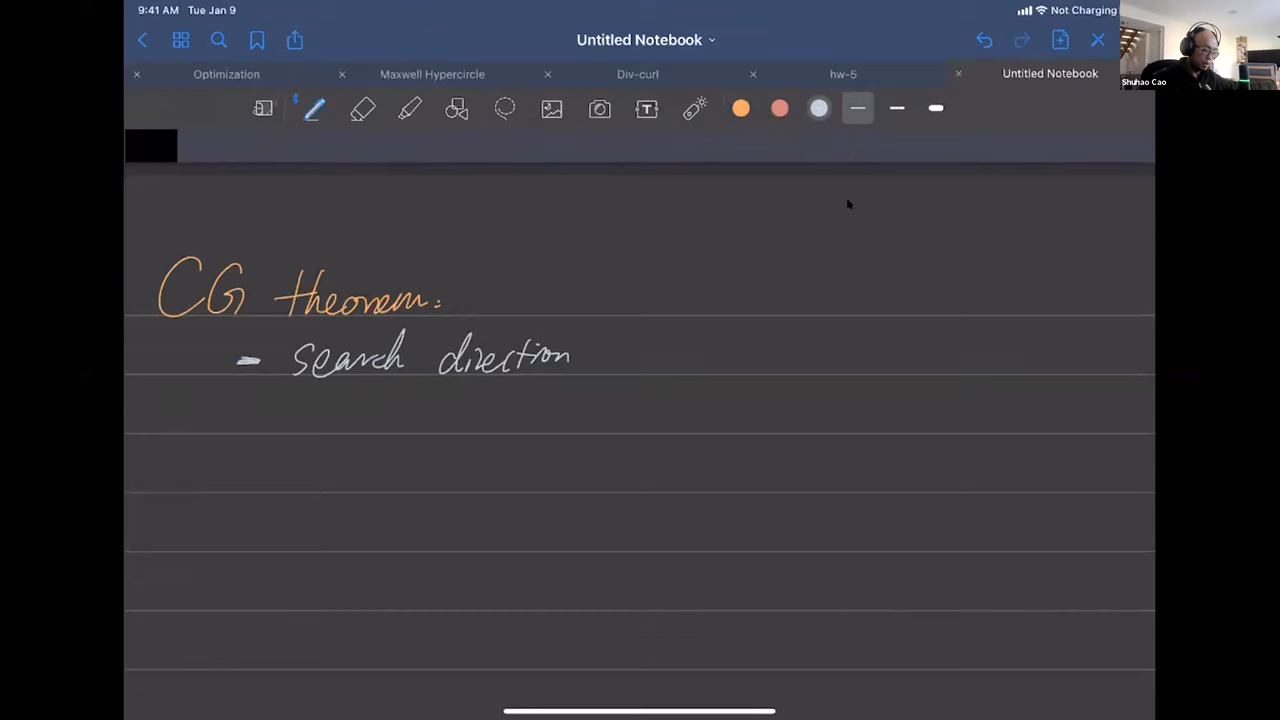 9:41 AM Tue Jan 9
Not Charging
Untitled Notebook
Shuhao Cao
Optimization
Maxwell Hypercircle
Div-curl
hw-5
Untitled Notebook
T
CG theorem:
- search direction